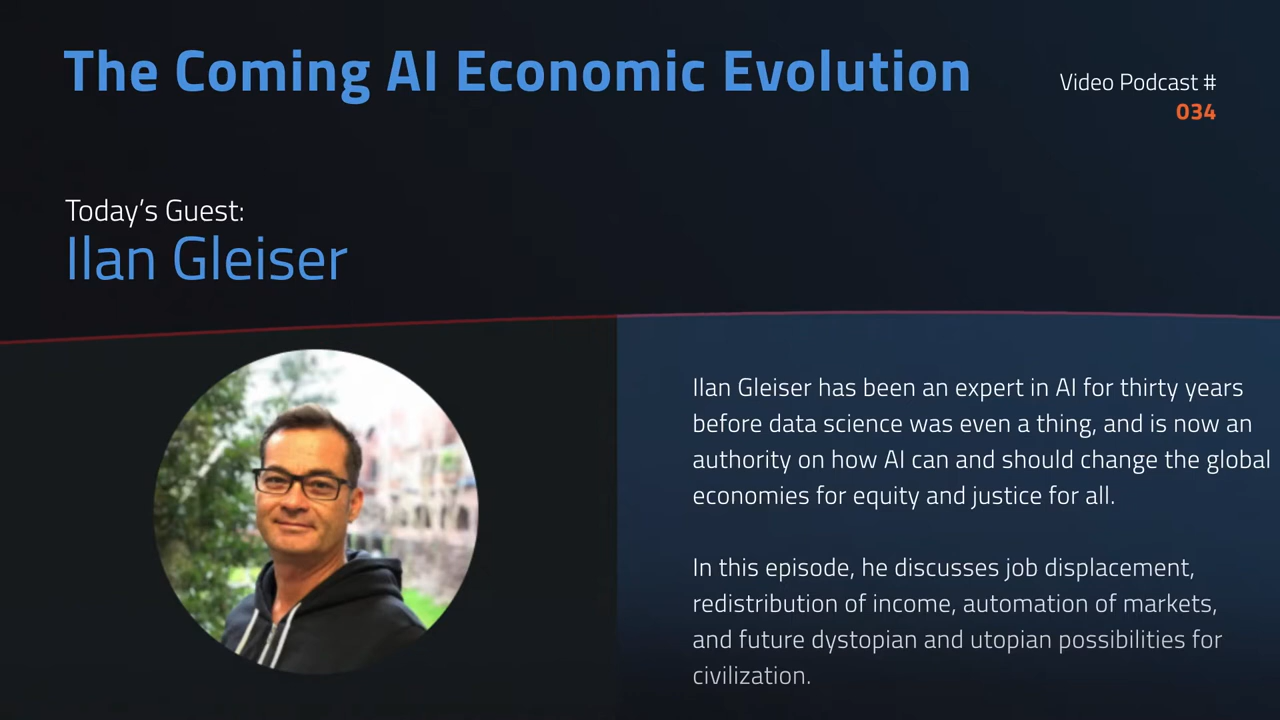 The Coming AI Economic Evolution
Video Podcast #
034
Today's Guest:
Ilan Gleiser
Ilan Gleiser has been an expert in AI for thirty years
before data science was even a thing, and is now an
authority on how AI can and should change the global
economies for equity and justice for all.
In this episode, he discusses job displacement,
redistribution of income, automation of markets,
and future dystopian and utopian possibilities for
civilization.